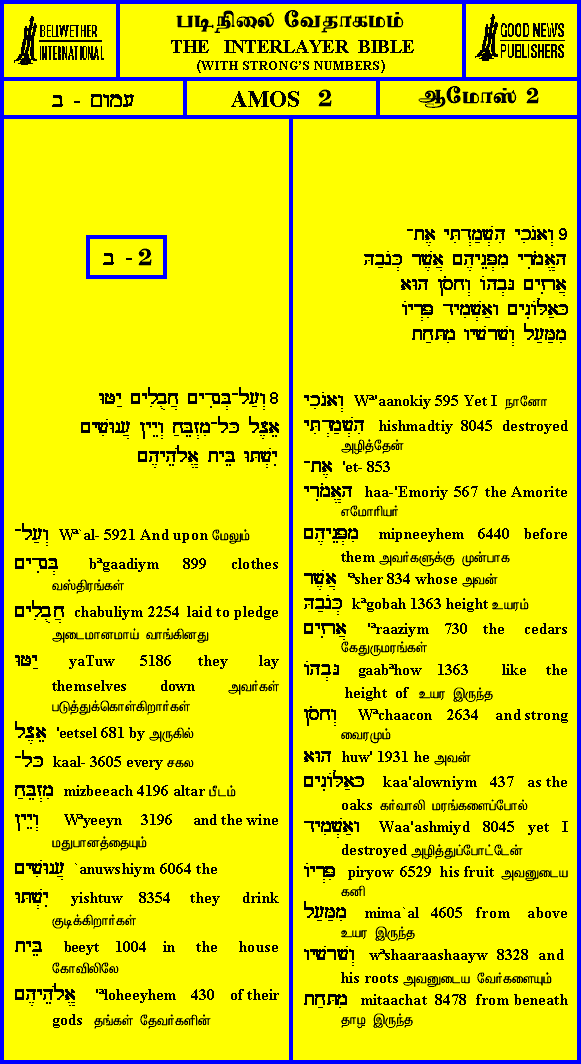 BELLWETHER
INTERNATIONAL
படிநிலை வேதாகமம்
THE INTERLAYER BIBLE
(WITH STRONG'S NUMBERS)
GOOD NEWS
PUBLISHERS
עמוס - ב
AMOS 2
ஆமோஸ் 2
ב - 2
8 וְעַל־בְּגָדִים חֲבֻלִים יַטּוּ
אֵצֶל כָּל־מִזְבֵּחַ וְיֵין עֲנוּשִׁים
יִשְׁתּוּ בֵּית אֱלֹהֵיהֶם
וְעַל־ Wª`al- 5921 And upon மேலும்
בְּגָדִים bªgaadiym 899 clothes
வஸ்திரங்கள்
חֲבֻלִים chabuliym 2254 laid to pledge
அடைமானமாய் வாங்கினது
יַטּוּ yaTuw 5186 they lay
themselves down அவர்கள்
படுத்துக்கொள்கிறார்கள்
אֵצֶל 'eetsel 681 by அருகில்
כָּל־ kaal- 3605 every சகல
מִזְבֵּחַ mizbeeach 4196 altar பீடம்
וְיֵין Wªyeeyn 3196 and the wine
மதுபானத்தையும்
עֲנוּשִׁים `anuwshiym 6064 the
יִשְׁתּוּ yishtuw 8354 they drink
குடிக்கிறார்கள்
בֵּית beeyt 1004 in the house
கோவிலிலே
אֱלֹהֵיהֶם 'ªloheeyhem 430 of their
gods தங்கள் தேவர்களின்
9 וְאָנֹכִי הִשְׁמַדְתִּי אֶת־
הָאֱמֹרִי מִפְּנֵיהֶם אֲשֶׁר כְּגֹבַהּ
אֲרָזִים גָּבְהוֹ וְחָסֹן הוּא
כָּאַלּוֹנִים וָאַשְׁמִיד פִּרְיוֹ
מִמַּעַל וְשָׁרָשָׁיו מִתָּחַת
וְאָנֹכִי Wª'aanokiy 595 Yet I நானோ
הִשְׁמַדְתִּי hishmadtiy 8045 destroyed
அழித்தேன்
אֶת־ 'et- 853
הָאֱמֹרִי haa-'Emoriy 567 the Amorite
எமோரியர்
מִפְּנֵיהֶם mipneeyhem 6440 before
them அவர்களுக்கு முன்பாக
אֲשֶׁר ªsher 834 whose அவன்
כְּגֹבַהּ kªgobah 1363 height உயரம்
אֲרָזִים 'ªraaziym 730 the cedars
கேதுருமரங்கள்
גָּבְהוֹ gaabªhow 1363 like the
height of உயர இருந்த
וְחָסֹן Wªchaacon 2634 and strong
வைரமும்
הוּא huw' 1931 he அவன்
כָּאַלּוֹנִים kaa'alowniym 437 as the
oaks கர்வாலி மரங்களைப்போல்
וָאַשְׁמִיד Waa'ashmiyd 8045 yet I
destroyed அழித்துப்போட்டேன்
פִּרְיוֹ piryow 6529 his fruit அவனுடைய
கனி
מִמַּעַל mima`al 4605 from above
உயர இருந்த
וְשָׁרָשָׁיו wªshaaraashaayw 8328 and
his roots அவனுடைய வேர்களையும்
מִתָּחַת mitaachat 8478 from beneath
தாழ இருந்த